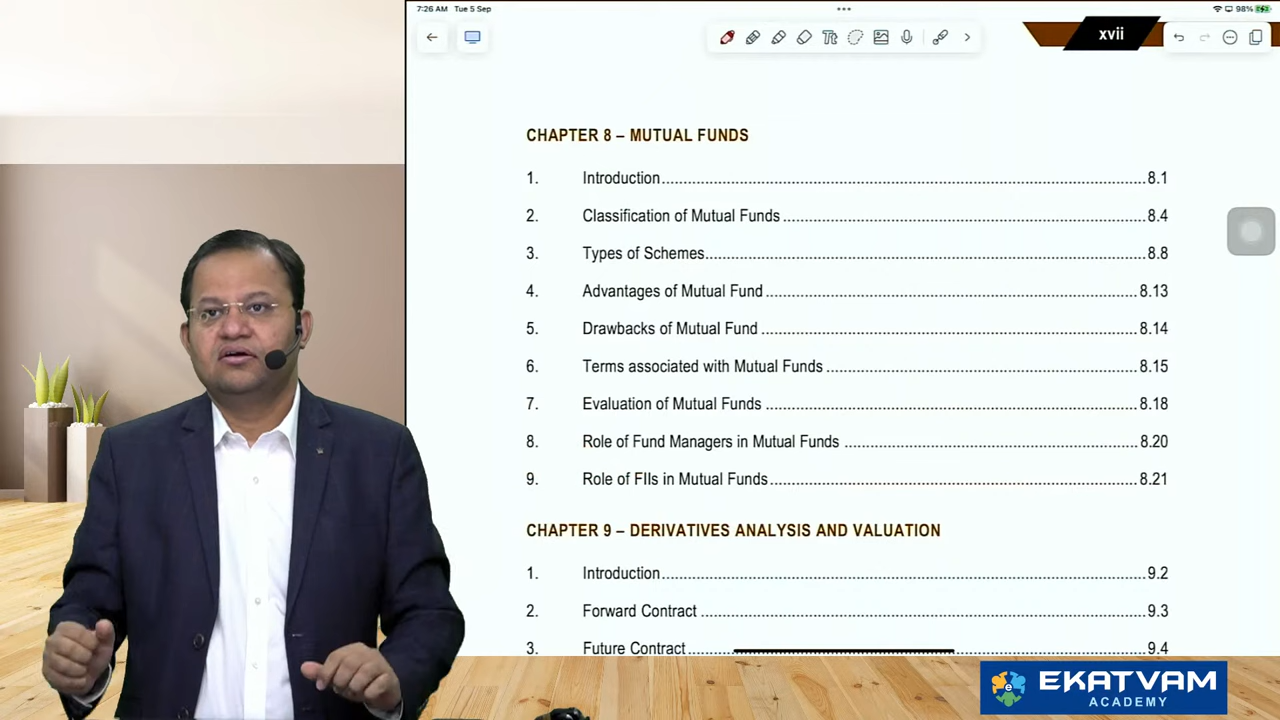 7:26 AM Tue 5 Sep
98%
xvii
CHAPTER 8 – MUTUAL FUNDS
1. Introduction 8.1
2. Classification of Mutual Funds 8.4
3. Types of Schemes 8.8
4. Advantages of Mutual Fund 8.13
5. Drawbacks of Mutual Fund 8.14
6. Terms associated with Mutual Funds 8.15
7. Evaluation of Mutual Funds 8.18
8. Role of Fund Managers in Mutual Funds 8.20
9. Role of FIIs in Mutual Funds 8.21
CHAPTER 9 – DERIVATIVES ANALYSIS AND VALUATION
1. Introduction 9.2
2. Forward Contract 9.3
3. Future Contract 9.4
EKATVAM
ACADEMY